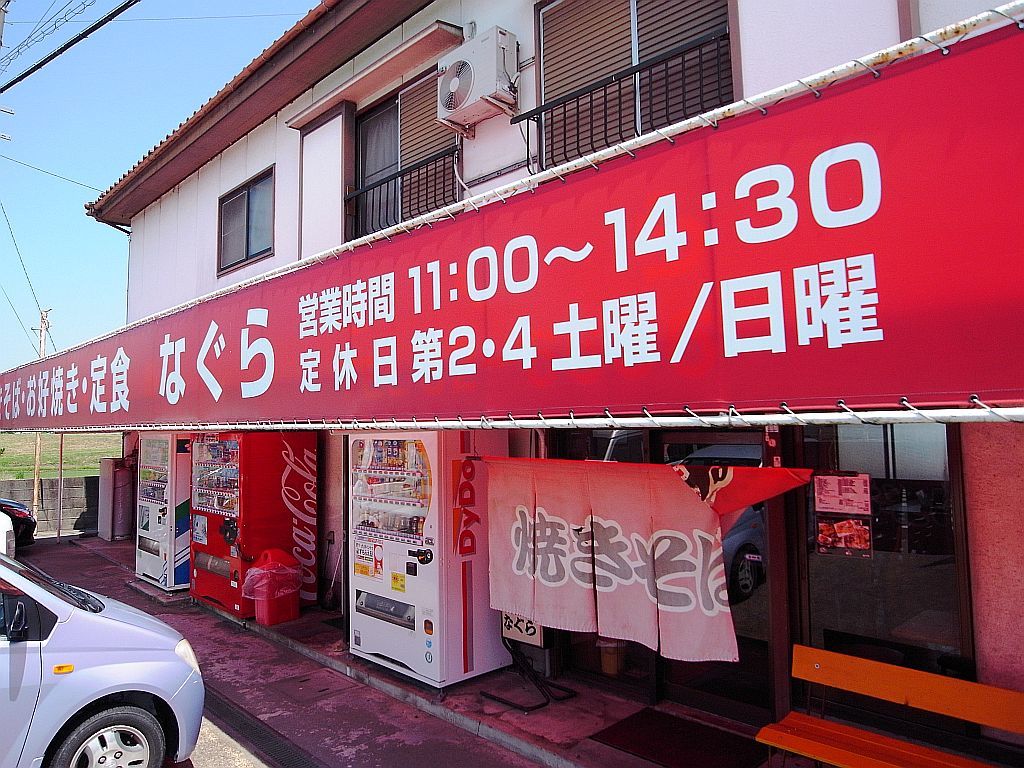 そば・お好焼き・定食 なぐら
営業時間 11:00～14:30
定休日 第2・4土曜/日曜
Coca-Cola
DyDo
焼きそば
なぐら